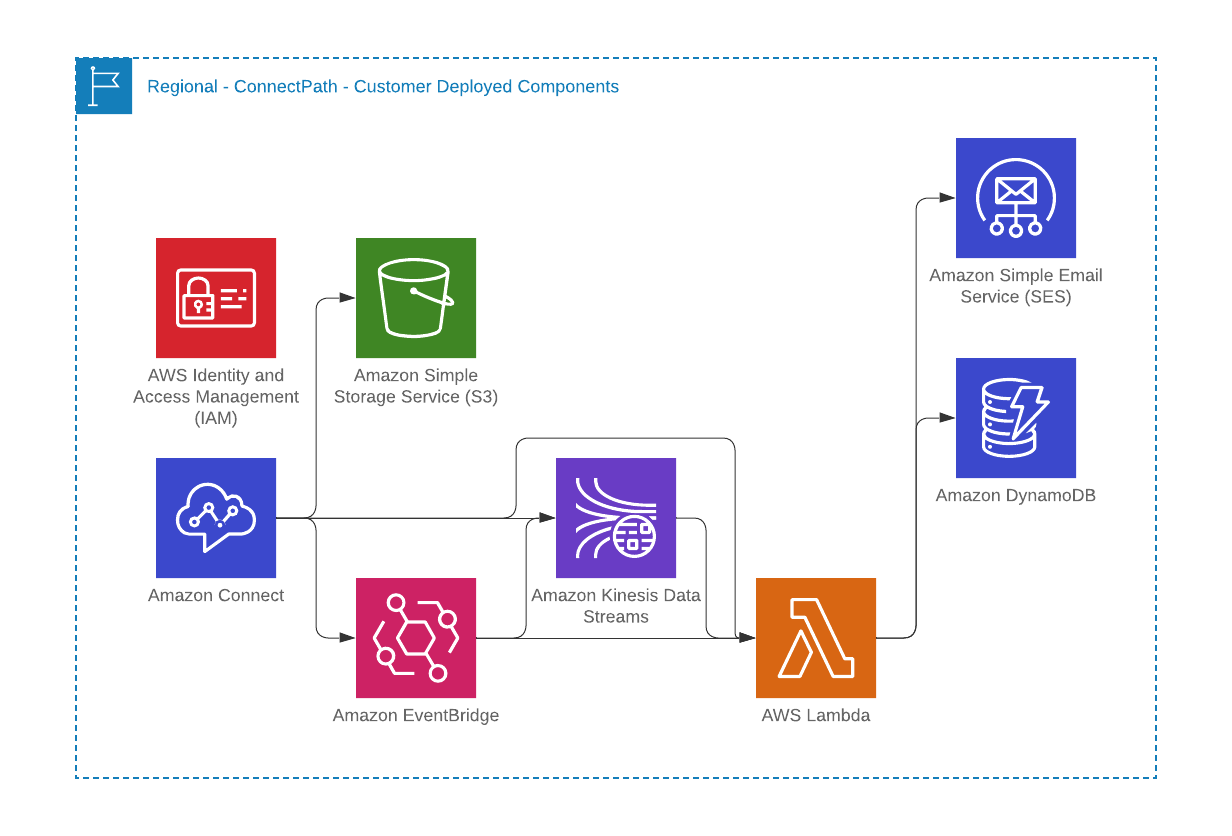 Regional - ConnectPath - Customer Deployed Components
Amazon Simple Email
Service (SES)
AWS Identity and
Access Management
(IAM)
Amazon Simple
Storage Service (S3)
Amazon DynamoDB
Amazon Connect
Amazon Kinesis Data
Streams
Amazon EventBridge
AWS Lambda